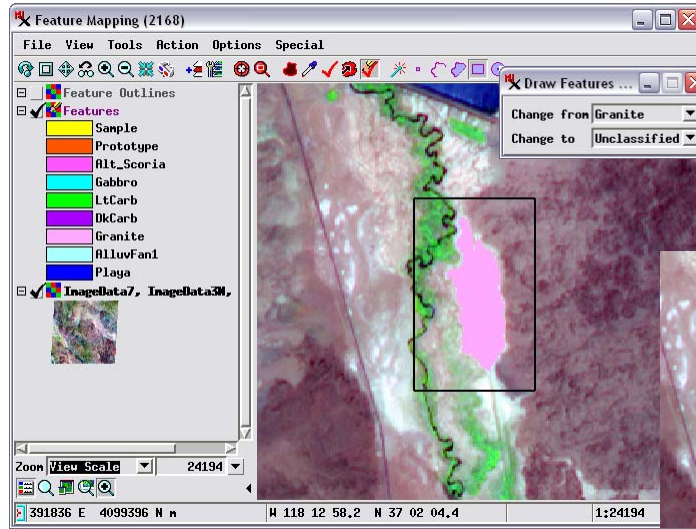 Feature Mapping (2168)
File View Tools Action Options Special
Draw Features ...
Change from Granite
Change to Unclassified
Feature Outlines
Features
Sample
Prototype
Alt_Scoria
Gabbro
LtCarb
DkCarb
Granite
AlluvFan1
Playa
ImageData7, ImageData3N,
Zoom View Scale 24194
391836 E 4099396 N m W 118 12 58.2 N 37 02 04.4 1:24194